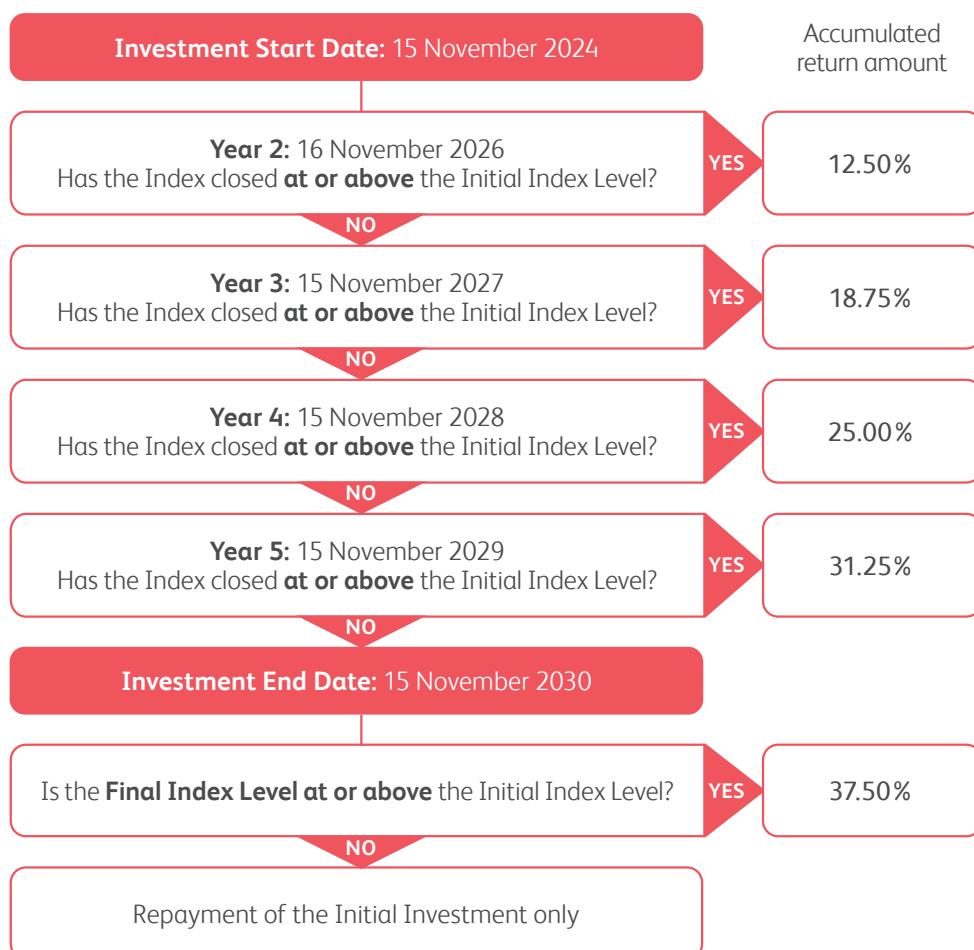 Investment Start Date: 15 November 2024
Accumulated
return amount
Year 2: 16 November 2026
Has the Index closed at or above the Initial Index Level?
YES
12.50%
NO
Year 3: 15 November 2027
Has the Index closed at or above the Initial Index Level?
YES
18.75%
NO
Year 4: 15 November 2028
Has the Index closed at or above the Initial Index Level?
YES
25.00%
NO
Year 5: 15 November 2029
Has the Index closed at or above the Initial Index Level?
YES
31.25%
NO
Investment End Date: 15 November 2030
Is the Final Index Level at or above the Initial Index Level?
YES
37.50%
NO
Repayment of the Initial Investment only